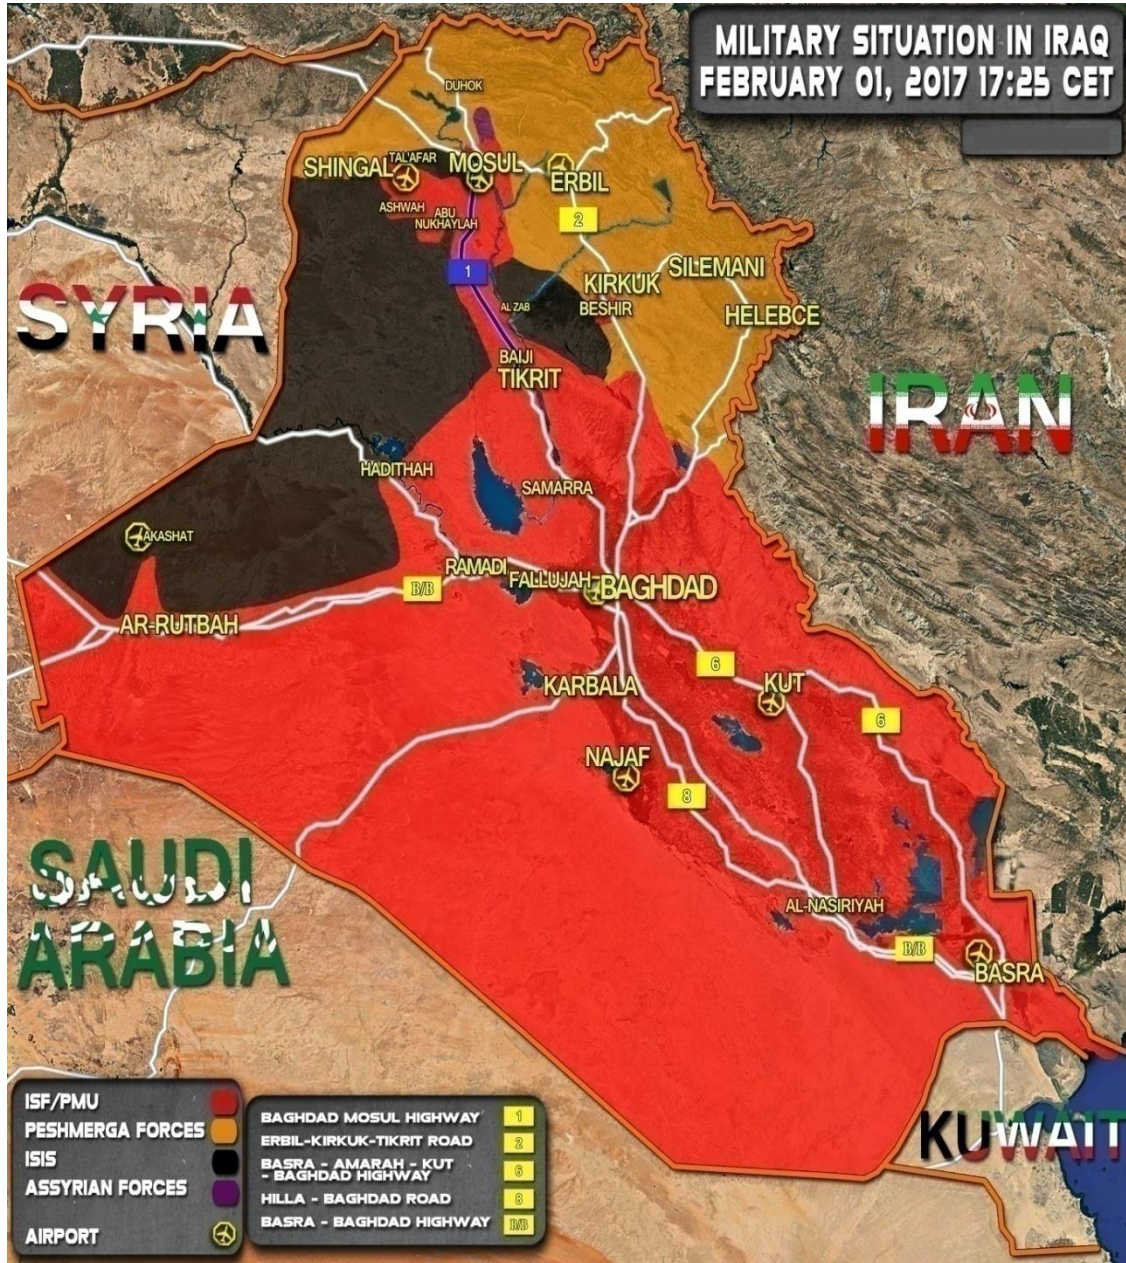 MILITARY SITUATION IN IRAQ
FEBRUARY 01, 2017 17:25 CET
DUHOK
SHINGAL
TAL'AFAR
MOSUL
ERBIL
ASHWAH
ABU
NUKHAYLAH
2
1
SILEMANI
KIRKUK
BESHIR
HELEBCE
AL ZAB
SYRIA
BAIJI
TIKRIT
IRAN
HADITHAH
SAMARRA
AKASHAT
RAMADI
FALLUJAH
BAGHDAD
B/B
AR-RUTBAH
6
KARBALA
KUT
6
NAJAF
8
SAUDI
ARABIA
AL-NASIRIYAH
B/B
BASRA
KUWAIT
ISF/PMU
PESHMERGA FORCES
ISIS
ASSYRIAN FORCES
AIRPORT
BAGHDAD MOSUL HIGHWAY 1
ERBIL-KIRKUK-TIKRIT ROAD 2
BASRA - AMARAH - KUT
- BAGHDAD HIGHWAY 6
HILLA - BAGHDAD ROAD 8
BASRA - BAGHDAD HIGHWAY B/B